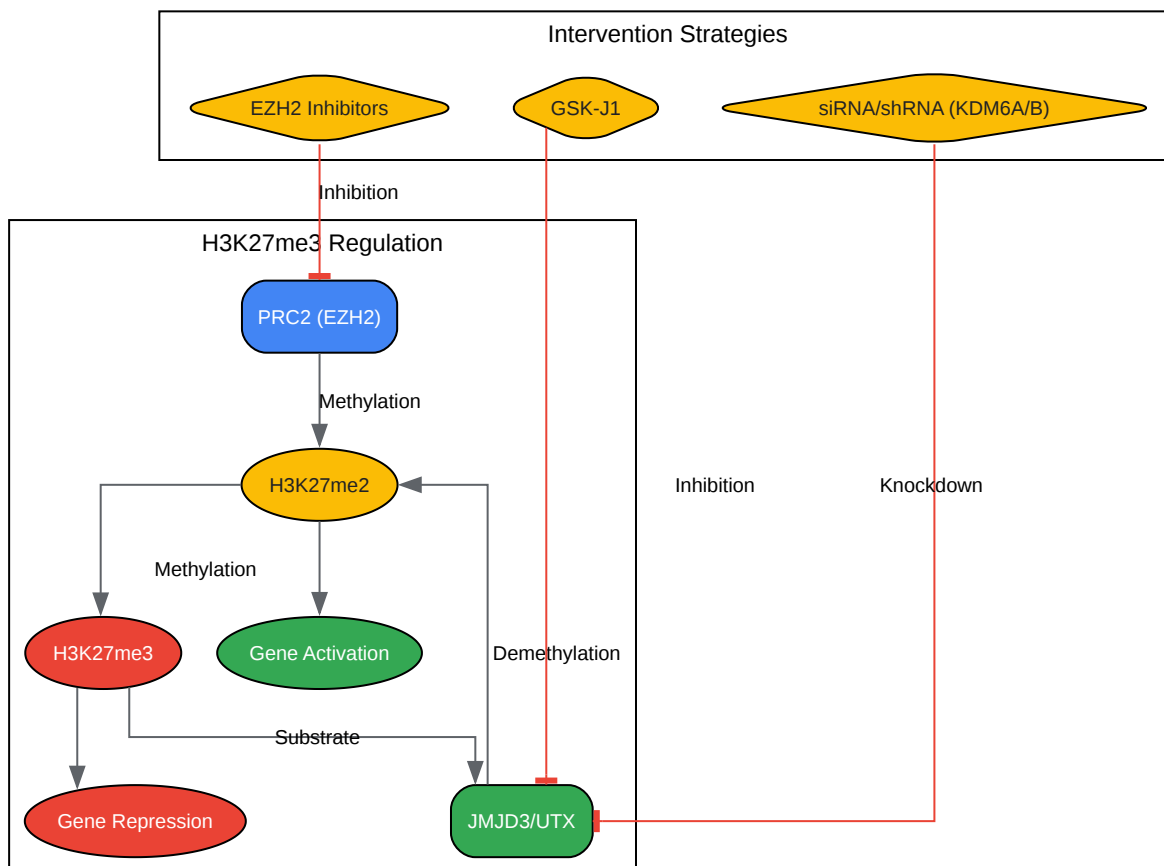 Intervention Strategies
EZH2 Inhibitors
GSK-J1
siRNA/shRNA (KDM6A/B)
Inhibition
H3K27me3 Regulation
PRC2 (EZH2)
Methylation
H3K27me2
Inhibition
Knockdown
Methylation
H3K27me3
Gene Activation
Demethylation
Substrate
Gene Repression
JMJD3/UTX